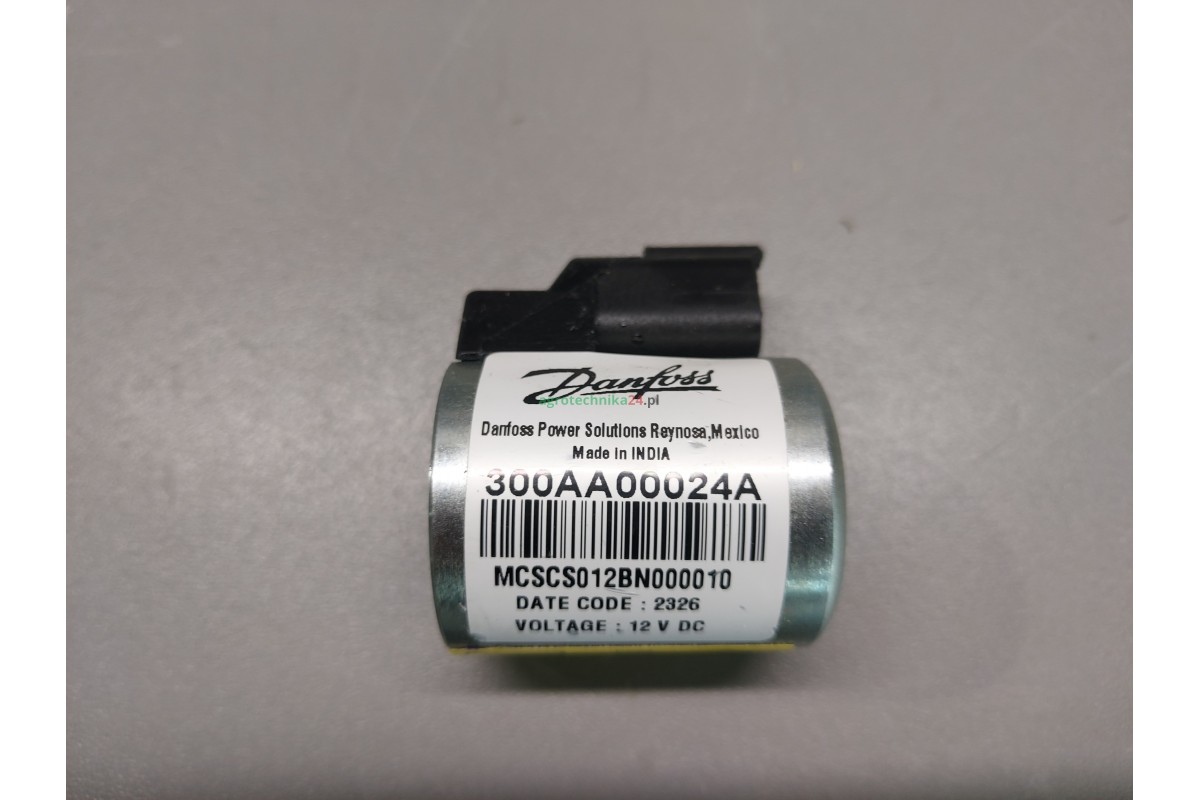 Danfoss
agrotechnika24.pl
Danfoss Power Solutions Reynosa,Mexico
Made in INDIA
300AA00024A
MCSCS012BN000010
DATE CODE : 2326
VOLTAGE : 12 V DC